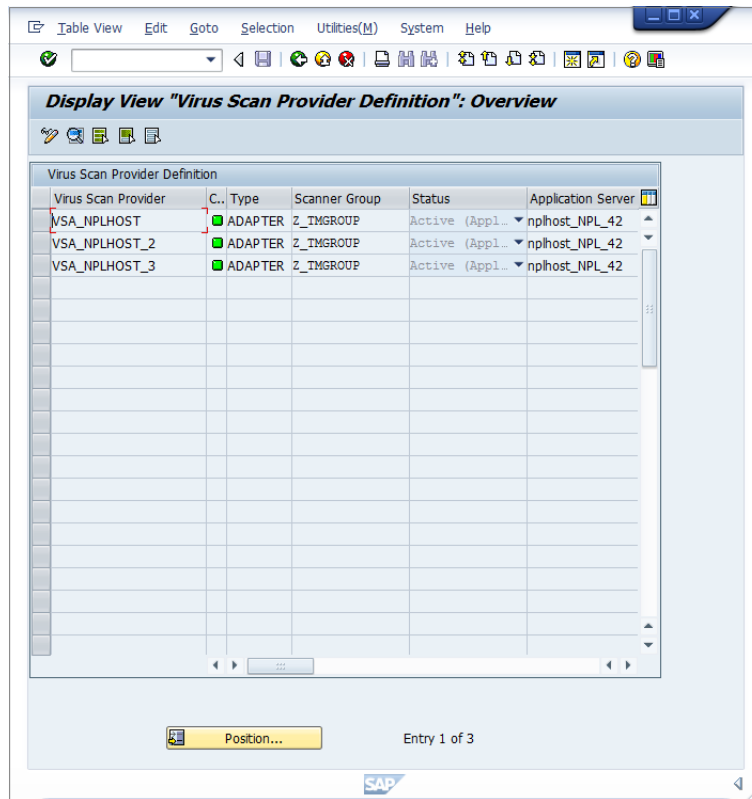 Table View Edit Goto Selection Utilities(M) System Help
Display View "Virus Scan Provider Definition": Overview
Virus Scan Provider Definition
Virus Scan Provider C.. Type Scanner Group Status Application Server
VSA_NPLHOST ADAPTER Z_TMGROUP Active (Appl… nplhost_NPL_42
VSA_NPLHOST_2 ADAPTER Z_TMGROUP Active (Appl… nplhost_NPL_42
VSA_NPLHOST_3 ADAPTER Z_TMGROUP Active (Appl… nplhost_NPL_42
Position... Entry 1 of 3
SAP